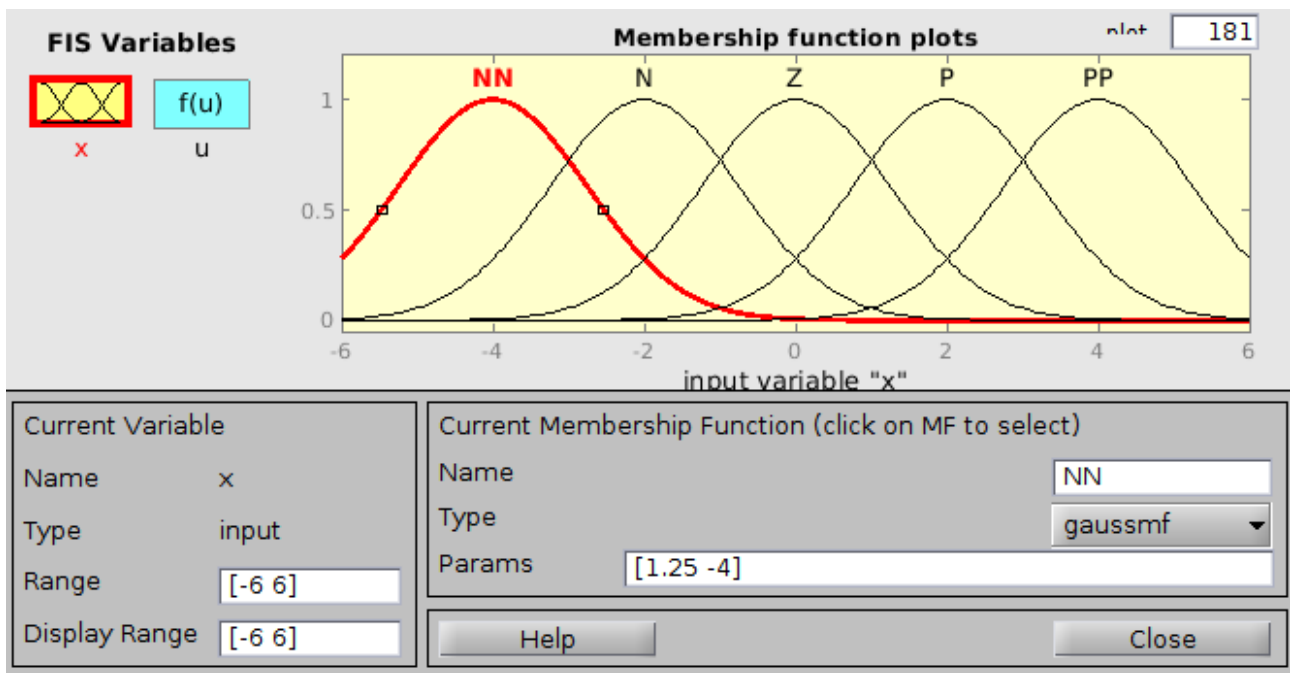 FIS Variables
f(u)
x
u
Membership function plots
plot
181
NN
N
Z
P
PP
1
0.5
0
-6
-4
-2
0
2
4
6
input variable "x"
Current Variable
Name
x
Type
input
Range
[-6 6]
Display Range
[-6 6]
Current Membership Function (click on MF to select)
Name
NN
Type
gaussmf
Params
[1.25 -4]
Help
Close